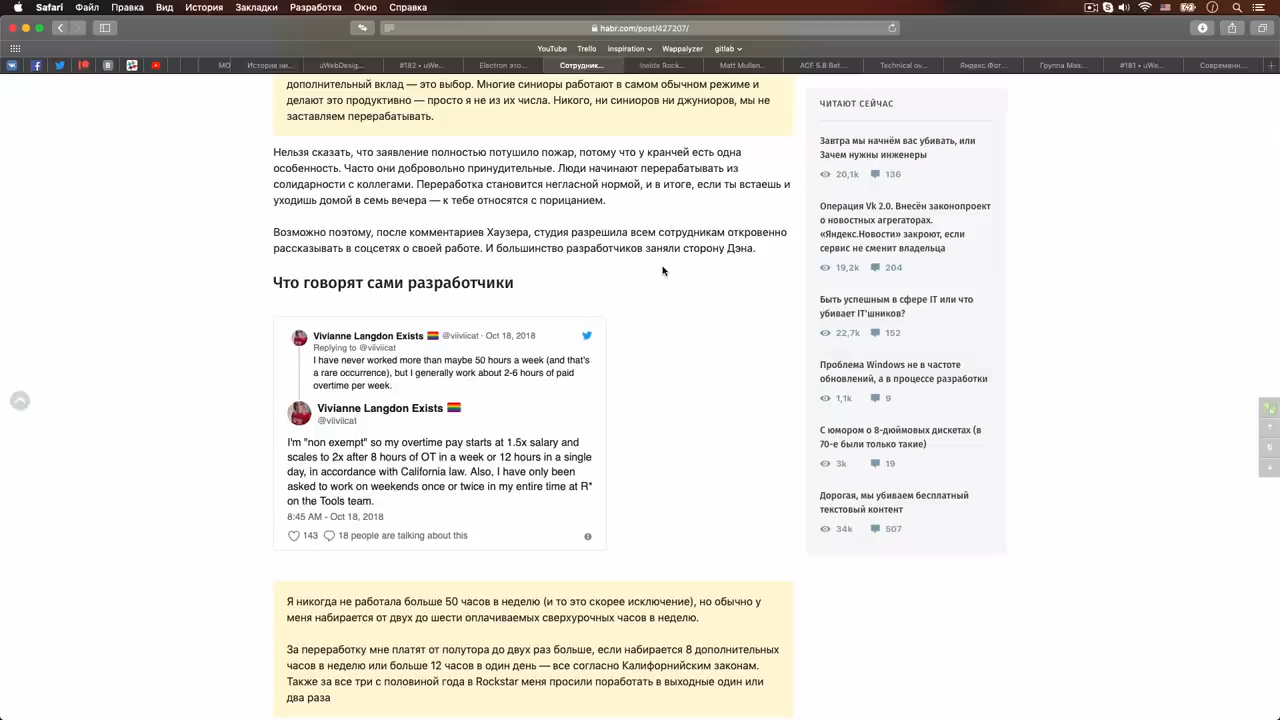 Safari Файл Правка Вид История Закладки Разработка Окно Справка
habr.com/post/427207/
YouTube Trello inspiration Wappalyzer gitlab
МО История ни... uWebDesig... #182 – uWe... Electron это... Сотрудник... Inside Rock... Matt Mullen... ACF 5.8 Bet... Technical ov... Яндекс.Фот... Группа Mes... #181 – uWe... Современн...
дополнительный вклад — это выбор. Многие синиоры работают в самом обычном режиме и
делают это продуктивно — просто я не из их числа. Никого, ни синиоров ни джуниоров, мы не
заставляем перерабатывать.
Нельзя сказать, что заявление полностью потушило пожар, потому что у кранчей есть одна
особенность. Часто они добровольно принудительные. Люди начинают перерабатывать из
солидарности с коллегами. Переработка становится негласной нормой, и в итоге, если ты встаешь и
уходишь домой в семь вечера — к тебе относятся с порицанием.
Возможно поэтому, после комментариев Хаузера, студия разрешила всем сотрудникам откровенно
рассказывать в соцсетях о своей работе. И большинство разработчиков заняли сторону Дэна.
Что говорят сами разработчики
Vivianne Langdon Exists @viiviicat · Oct 18, 2018
Replying to @viiviicat
I have never worked more than maybe 50 hours a week (and that's
a rare occurrence), but I generally work about 2-6 hours of paid
overtime per week.
Vivianne Langdon Exists
@viiviicat
I'm "non exempt" so my overtime pay starts at 1.5x salary and
scales to 2x after 8 hours of OT in a week or 12 hours in a single
day, in accordance with California law. Also, I have only been
asked to work on weekends once or twice in my entire time at R*
on the Tools team.
8:45 AM - Oct 18, 2018
143 18 people are talking about this
Я никогда не работала больше 50 часов в неделю (и то это скорее исключение), но обычно у
меня набирается от двух до шести оплачиваемых сверхурочных часов в неделю.
За переработку мне платят от полутора до двух раз больше, если набирается 8 дополнительных
часов в неделю или больше 12 часов в один день — все согласно Калифорнийским законам.
Также за все три с половиной года в Rockstar меня просили поработать в выходные один или
два раза
ЧИТАЮТ СЕЙЧАС
Завтра мы начнём вас убивать, или
Зачем нужны инженеры
20,1k 136
Операция Vk 2.0. Внесён законопроект
о новостных агрегаторах.
«Яндекс.Новости» закроют, если
сервис не сменит владельца
19,2k 204
Быть успешным в сфере IT или что
убивает IT'шников?
22,7k 152
Проблема Windows не в частоте
обновлений, а в процессе разработки
1,1k 9
С юмором о 8-дюймовых дискетах (в
70-е были только такие)
3k 19
Дорогая, мы убиваем бесплатный
текстовый контент
34k 507